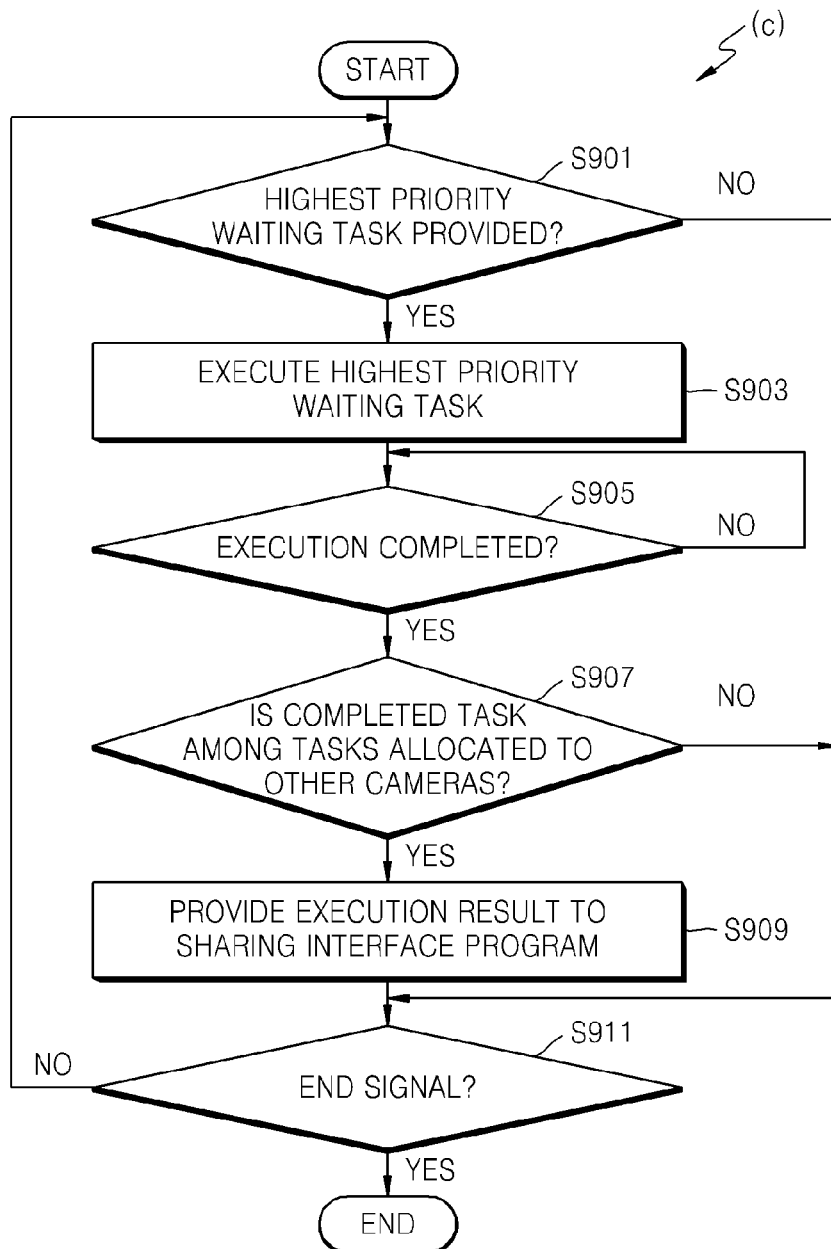 (c)
START
S901
HIGHEST PRIORITY
WAITING TASK PROVIDED?
NO
YES
EXECUTE HIGHEST PRIORITY
WAITING TASK
S903
S905
EXECUTION COMPLETED?
NO
YES
S907
IS COMPLETED TASK
AMONG TASKS ALLOCATED TO
OTHER CAMERAS?
NO
YES
PROVIDE EXECUTION RESULT TO
SHARING INTERFACE PROGRAM
S909
S911
END SIGNAL?
NO
YES
END